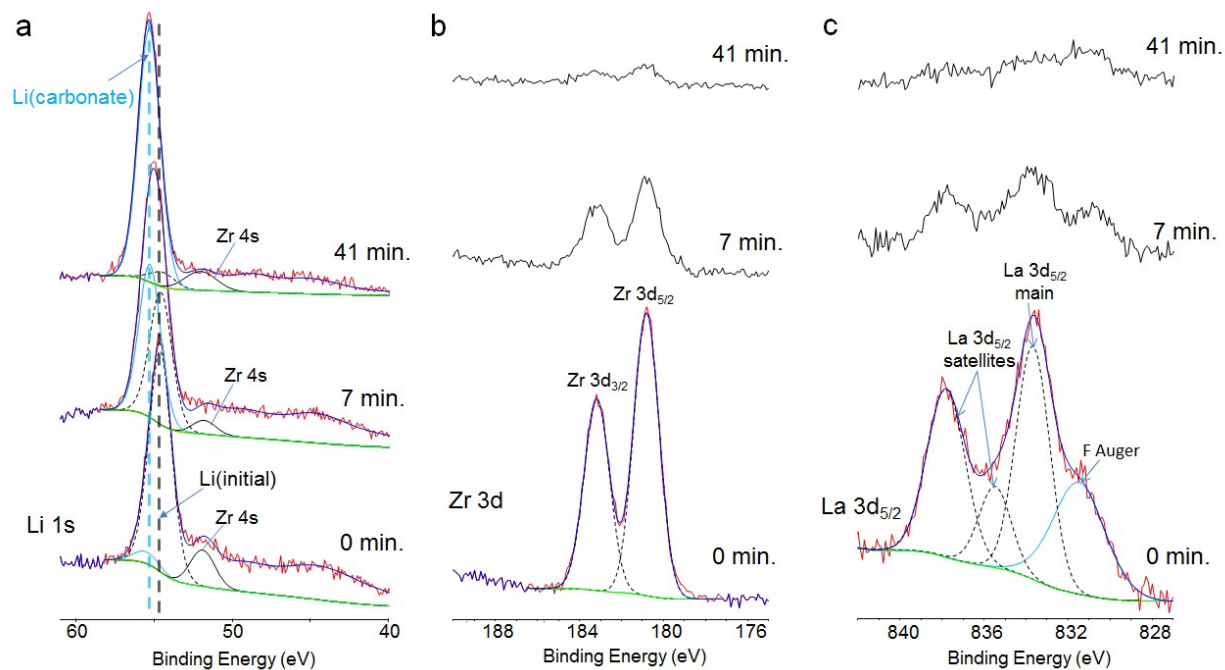 a
Li(carbonate)
Zr 4s
41 min.
Zr 4s
7 min.
Li(initial)
Zr 4s
Li 1s
0 min.
60
50
40
Binding Energy (eV)
b
41 min.
7 min.
Zr 3d5/2
Zr 3d3/2
Zr 3d
0 min.
188
184
180
176
Binding Energy (eV)
c
41 min.
7 min.
La 3d5/2
main
La 3d5/2
satellites
F Auger
La 3d5/2
0 min.
840
836
832
828
Binding Energy (eV)